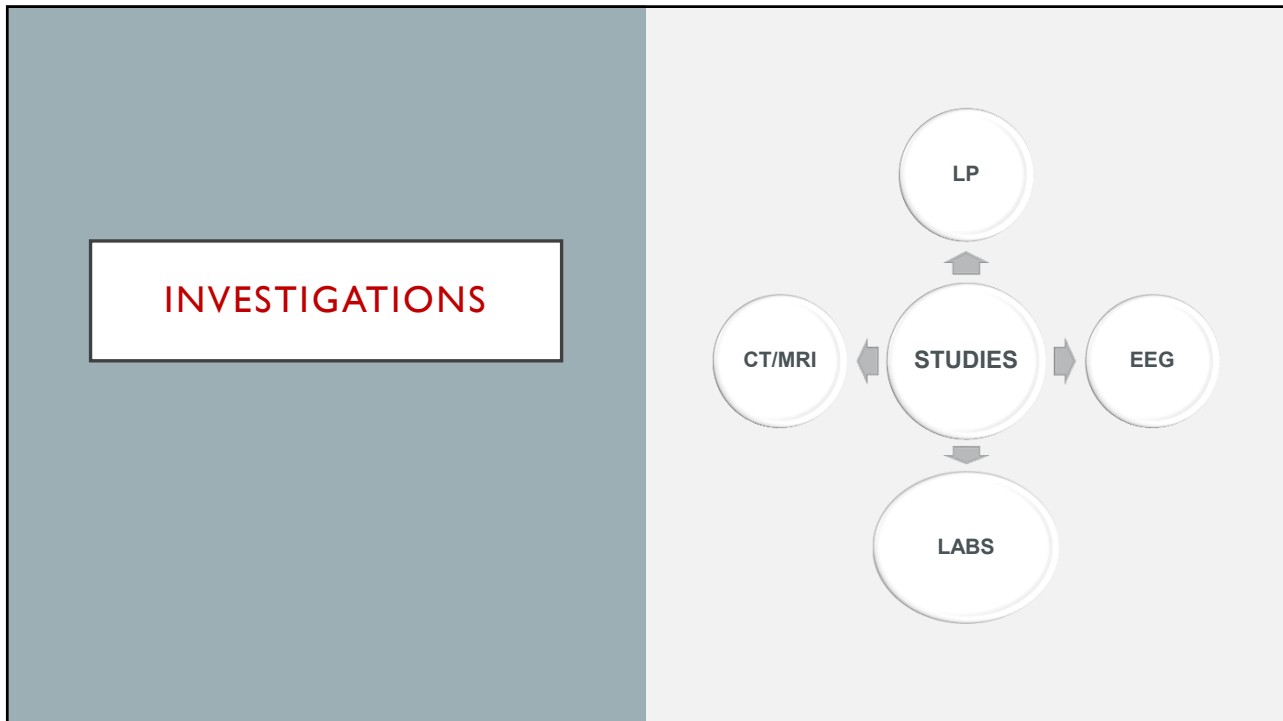 INVESTIGATIONS
LP
CT/MRI
STUDIES
EEG
LABS